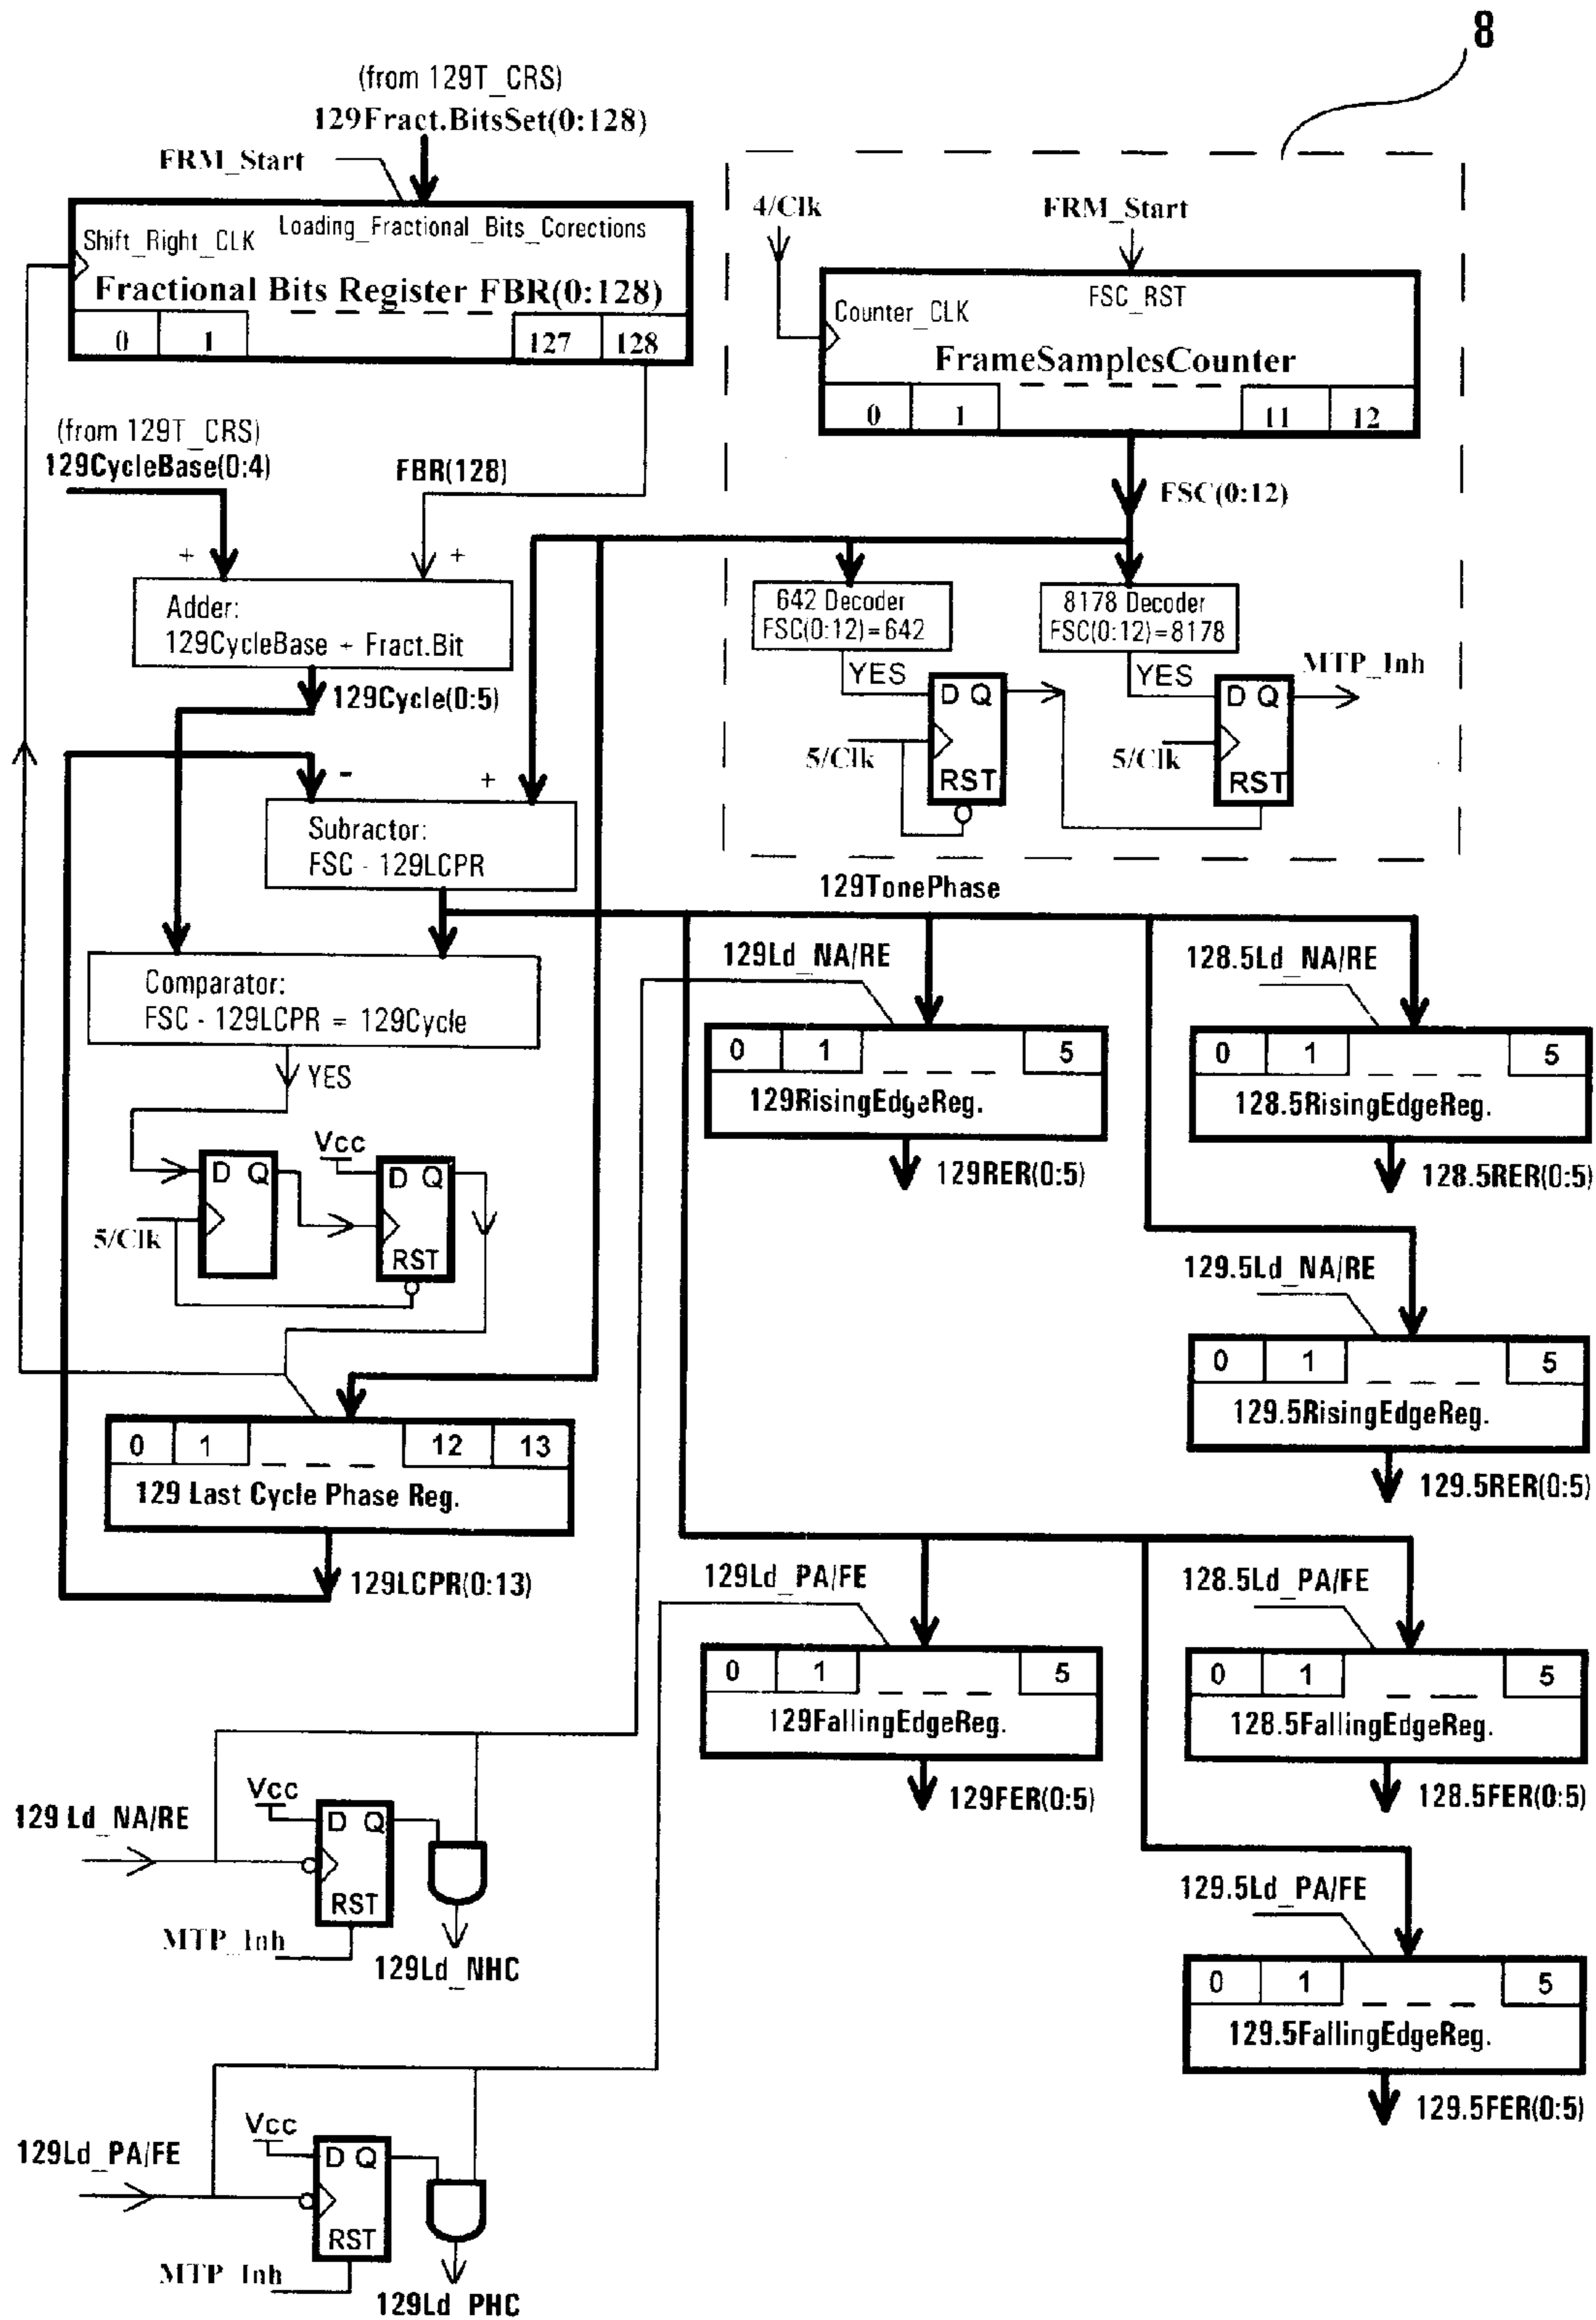 8
(from 129T_CRS)
129Fract.BitsSet(0:128)
FRM_Start
Shift_Right_CLK
Loading_Fractional_Bits_Corections
Fractional Bits Register FBR(0:128)
0 1 127 128
4/Clk
FRM_Start
FSC_RST
Counter_CLK
FrameSamplesCounter
0 1 11 12
(from 129T_CRS)
129CycleBase(0:4)
FBR(128)
FSC(0:12)
+ +
Adder:
129CycleBase + Fract.Bit
129Cycle(0:5)
642 Decoder
FSC(0:12)=642
8178 Decoder
FSC(0:12)=8178
YES
YES
MTP_Inh
D Q
RST
5/Clk
D Q
RST
5/Clk
- +
Subractor:
FSC - 129LCPR
129TonePhase
Comparator:
FSC - 129LCPR = 129Cycle
YES
129Ld_NA/RE
0 1 5
129RisingEdgeReg.
129RER(0:5)
128.5Ld_NA/RE
0 1 5
128.5RisingEdgeReg.
128.5RER(0:5)
Vcc
D Q
D Q
RST
5/Clk
129.5Ld_NA/RE
0 1 5
129.5RisingEdgeReg.
129.5RER(0:5)
0 1 12 13
129 Last Cycle Phase Reg.
129LCPR(0:13)
129Ld_PA/FE
0 1 5
129FallingEdgeReg.
129FER(0:5)
128.5Ld_PA/FE
0 1 5
128.5FallingEdgeReg.
128.5FER(0:5)
129 Ld_NA/RE
Vcc
D Q
RST
MTP_Inh
129Ld_NHC
129.5Ld_PA/FE
0 1 5
129.5FallingEdgeReg.
129.5FER(0:5)
129Ld_PA/FE
Vcc
D Q
RST
MTP_Inh
129Ld_PHC